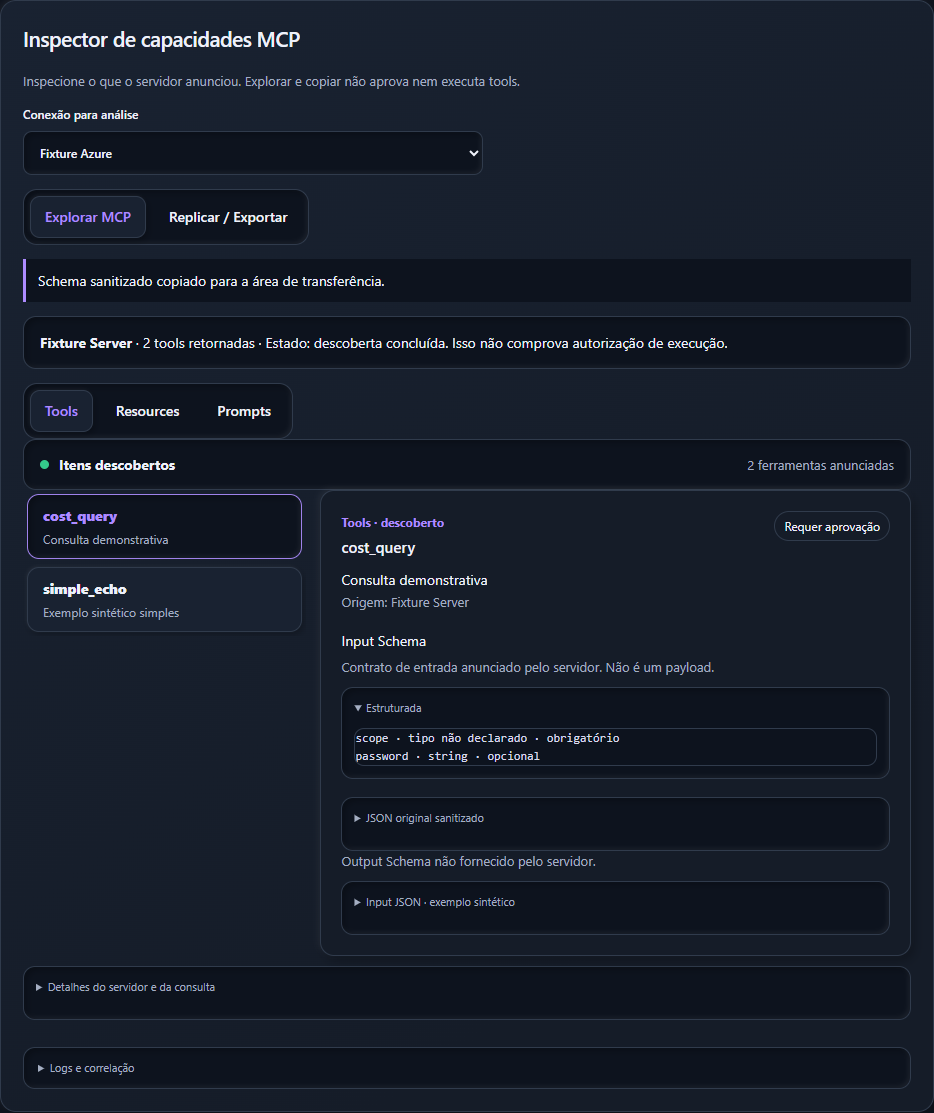 Inspector de capacidades MCP
Inspecione o que o servidor anunciou. Explorar e copiar não aprova nem executa tools.
Conexão para análise
Fixture Azure
Explorar MCP
Replicar / Exportar
Schema sanitizado copiado para a área de transferência.
Fixture Server · 2 tools retornadas · Estado: descoberta concluída. Isso não comprova autorização de execução.
Tools
Resources
Prompts
Itens descobertos
2 ferramentas anunciadas
cost_query
Consulta demonstrativa
simple_echo
Exemplo sintético simples
Tools · descoberto
Requer aprovação
cost_query
Consulta demonstrativa
Origem: Fixture Server
Input Schema
Contrato de entrada anunciado pelo servidor. Não é um payload.
Estruturada
scope · tipo não declarado · obrigatório
password · string · opcional
JSON original sanitizado
Output Schema não fornecido pelo servidor.
Input JSON · exemplo sintético
Detalhes do servidor e da consulta
Logs e correlação